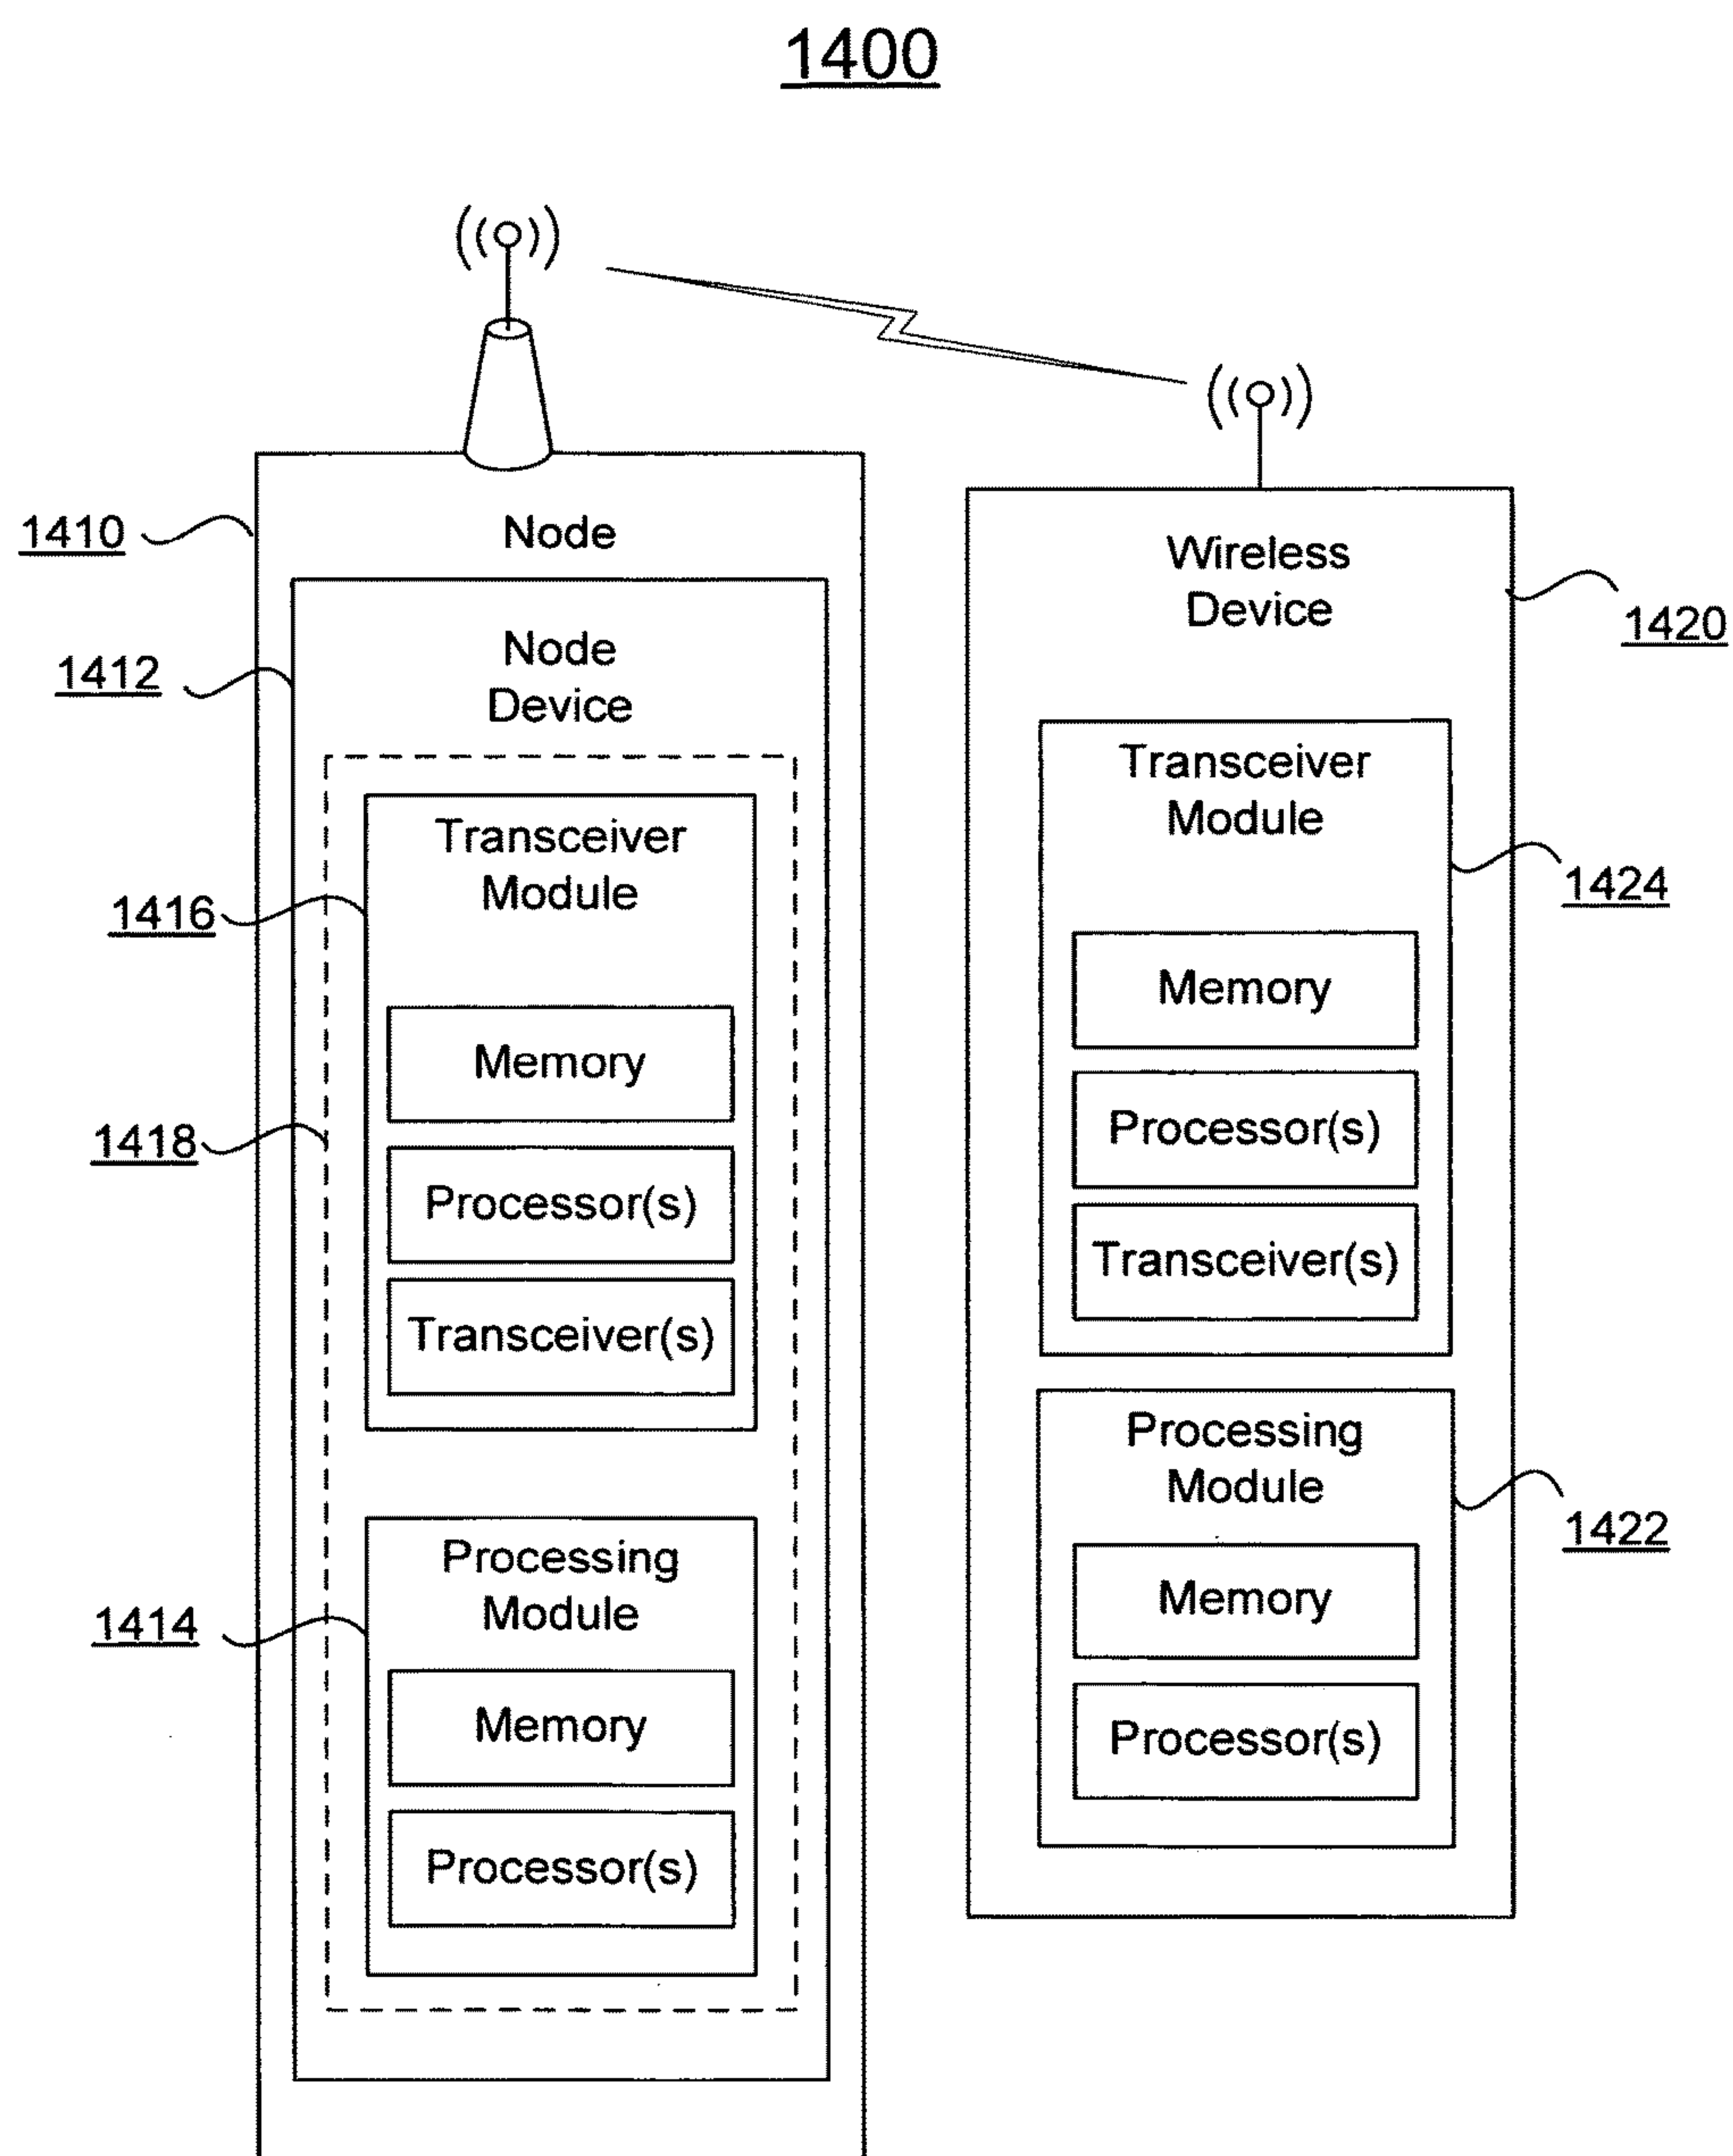 1400
1410
Node
1412
Node
Device
1416
Transceiver
Module
Memory
1418
Processor(s)
Transceiver(s)
1414
Processing
Module
Memory
Processor(s)
Wireless
Device
1420
Transceiver
Module
1424
Memory
Processor(s)
Transceiver(s)
Processing
Module
1422
Memory
Processor(s)